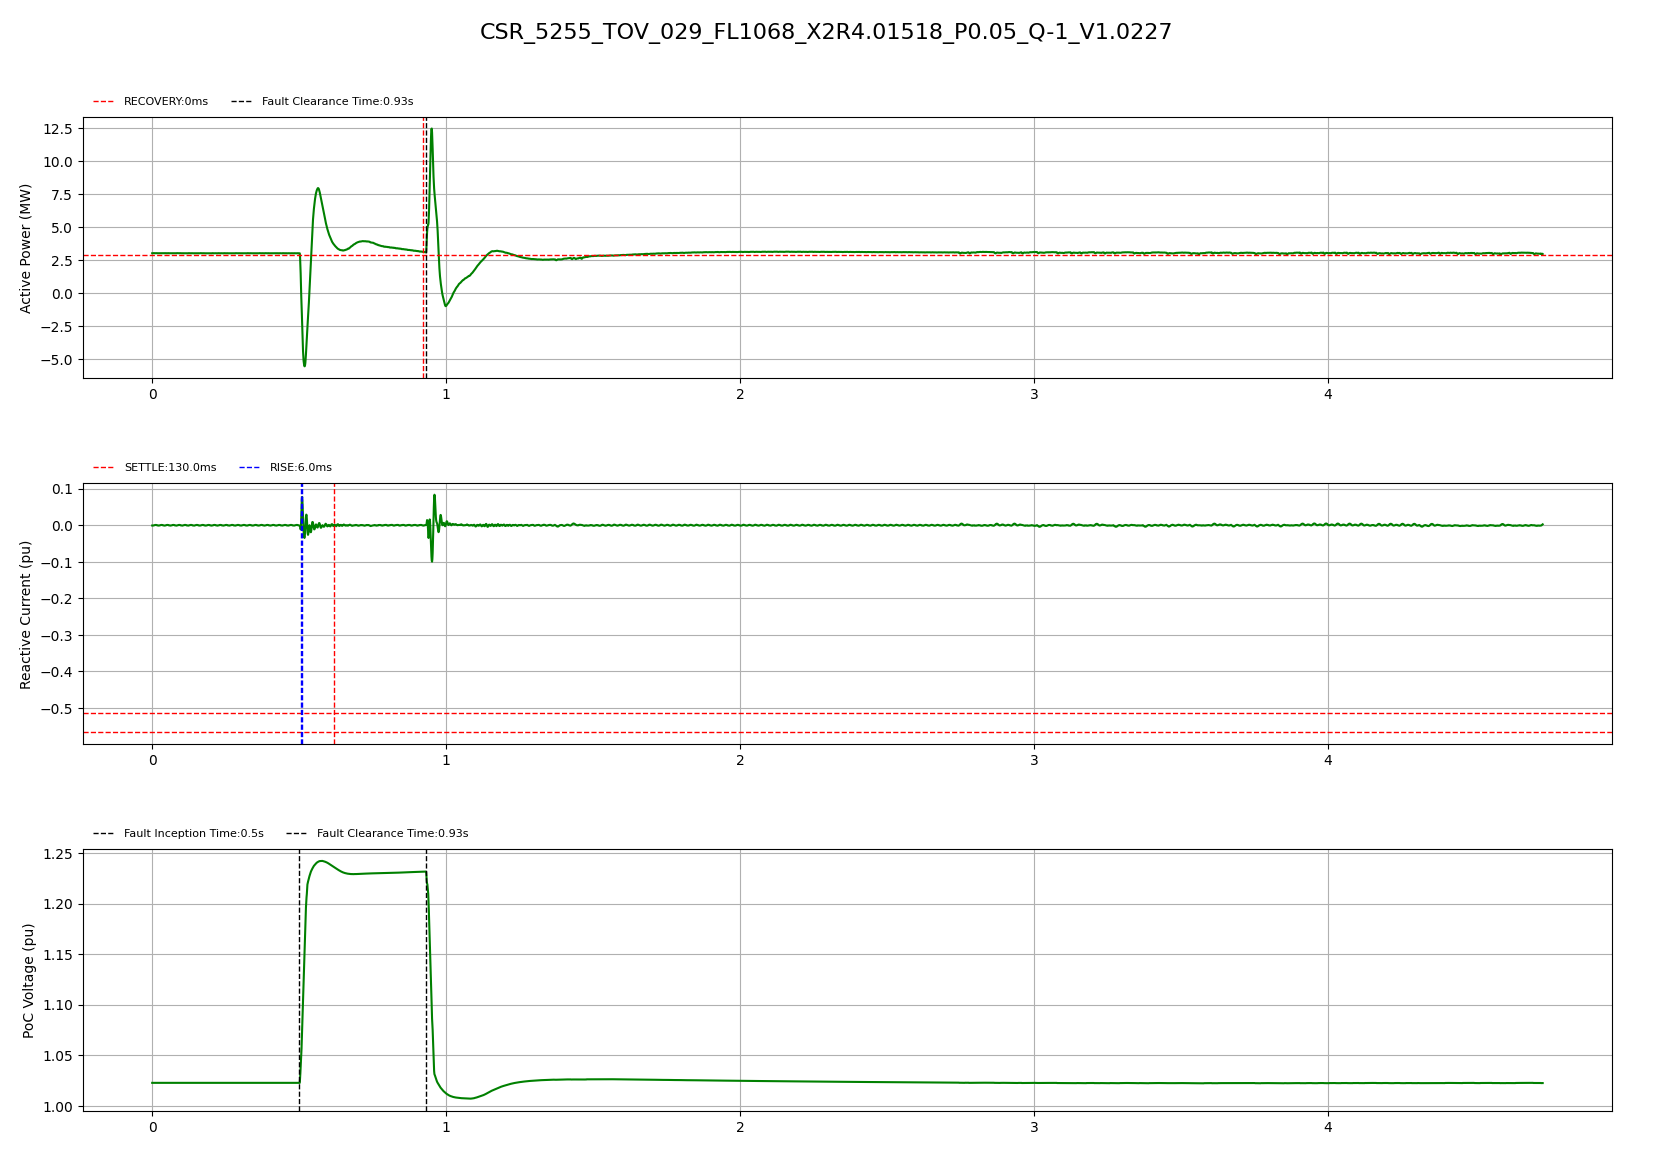 CSR_5255_TOV_029_FL1068_X2R4.01518_P0.05_Q-1_V1.0227
RECOVERY:0ms Fault Clearance Time:0.93s
Active Power (MW)
12.5
10.0
7.5
5.0
2.5
0.0
−2.5
−5.0
0 1 2 3 4
SETTLE:130.0ms RISE:6.0ms
Reactive Current (pu)
0.1
0.0
−0.1
−0.2
−0.3
−0.4
−0.5
0 1 2 3 4
Fault Inception Time:0.5s Fault Clearance Time:0.93s
PoC Voltage (pu)
1.25
1.20
1.15
1.10
1.05
1.00
0 1 2 3 4